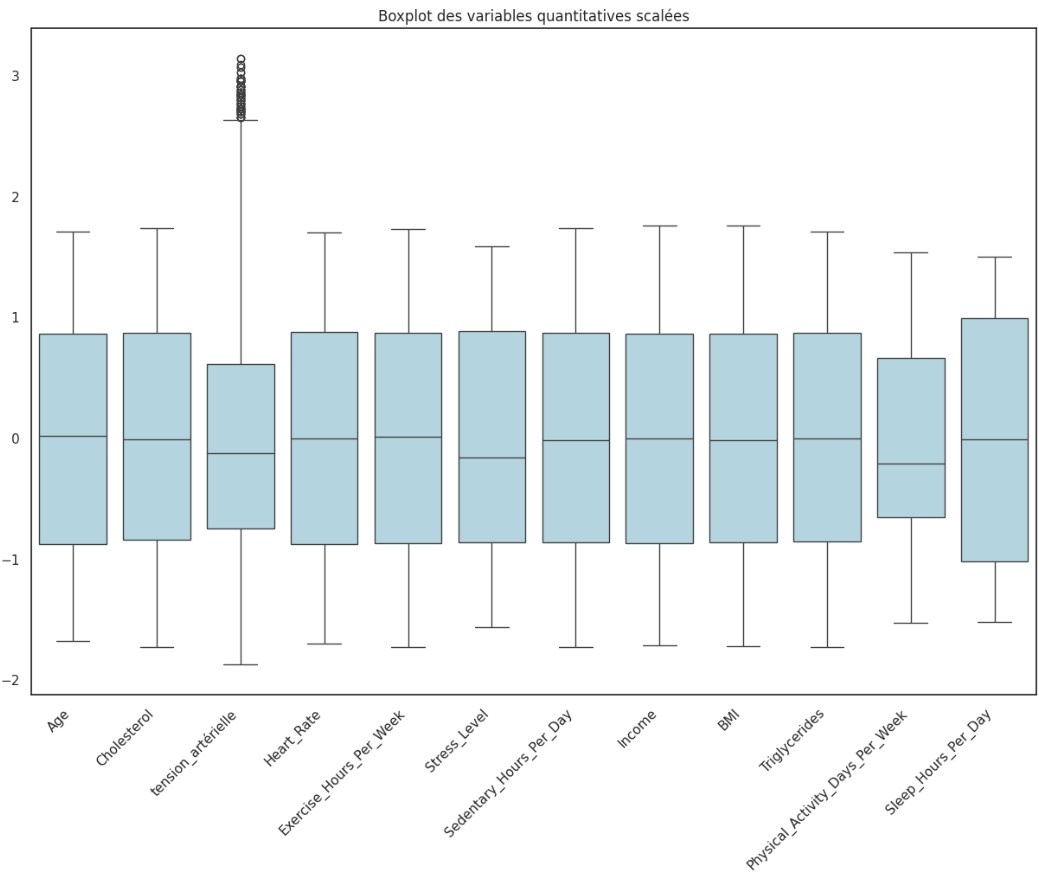 Boxplot des variables quantitatives scalées
3
2
1
0
−1
−2
Age
Cholesterol
tension_artérielle
Heart_Rate
Exercise_Hours_Per_Week
Stress_Level
Sedentary_Hours_Per_Day
Income
BMI
Triglycerides
Physical_Activity_Days_Per_Week
Sleep_Hours_Per_Day